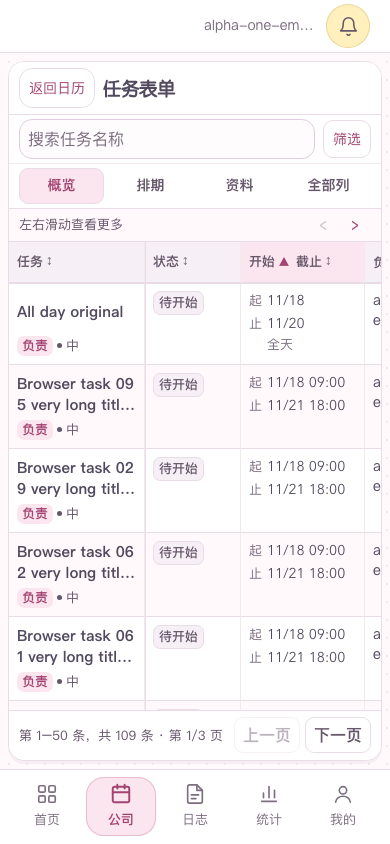 alpha-one-em...
返回日历 任务表单
搜索任务名称 筛选
概览 排期 资料 全部列
左右滑动查看更多 < >
任务 ↕ 状态 ↕ 开始 ▲ 截止 ↕
All day original 待开始 起 11/18
止 11/20
全天
负责 • 中
Browser task 09 待开始 起 11/18 09:00
5 very long titl... 止 11/21 18:00
负责 • 中
Browser task 02 待开始 起 11/18 09:00
9 very long titl... 止 11/21 18:00
负责 • 中
Browser task 06 待开始 起 11/18 09:00
2 very long titl... 止 11/21 18:00
负责 • 中
Browser task 06 待开始 起 11/18 09:00
1 very long titl... 止 11/21 18:00
负责 • 中
第 1–50 条，共 109 条 · 第 1/3 页 上一页 下一页
首页 公司 日志 统计 我的